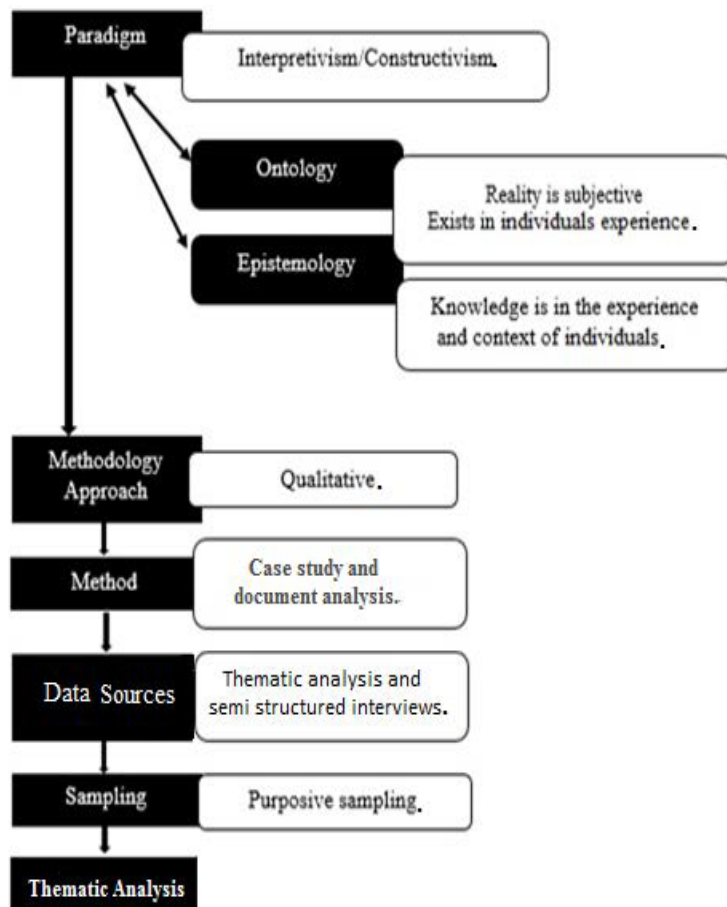 Paradigm
Interpretivism/Constructivism.
Ontology
Reality is subjective
Exists in individuals experience.
Epistemology
Knowledge is in the experience
and context of individuals.
Methodology
Approach
Qualitative.
Method
Case study and
document analysis.
Data Sources
Thematic analysis and
semi structured interviews.
Sampling
Purposive sampling.
Thematic Analysis